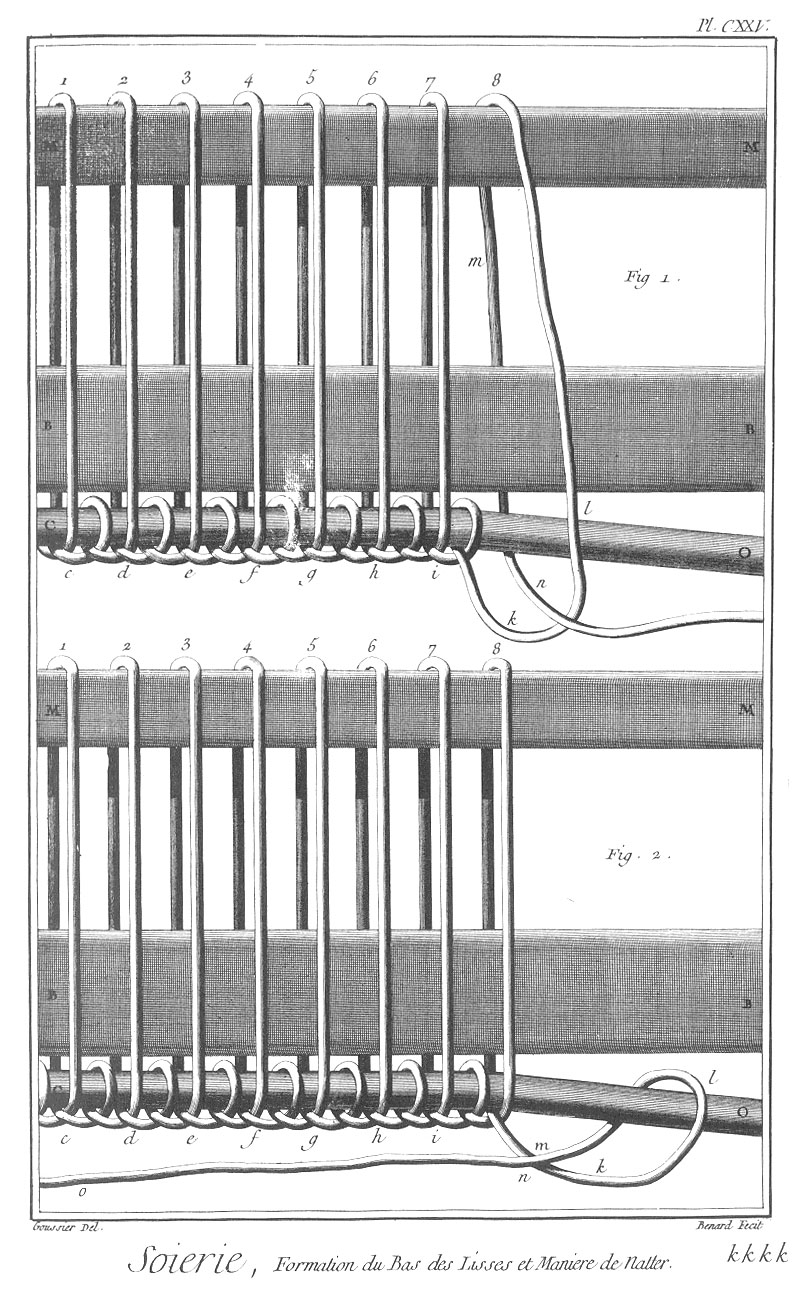 Pl. CXXV.
1 2 3 4 5 6 7 8
M M
m
Fig 1.
B B
l
C O
c d e f g h i n
k
1 2 3 4 5 6 7 8
M M
Fig. 2.
B B
l
C O
c d e f g h i m k
n
o
Goussier Del. Benard Fecit
Soierie, Formation du Bas des Lisses et Maniere de Natter.
kkkk